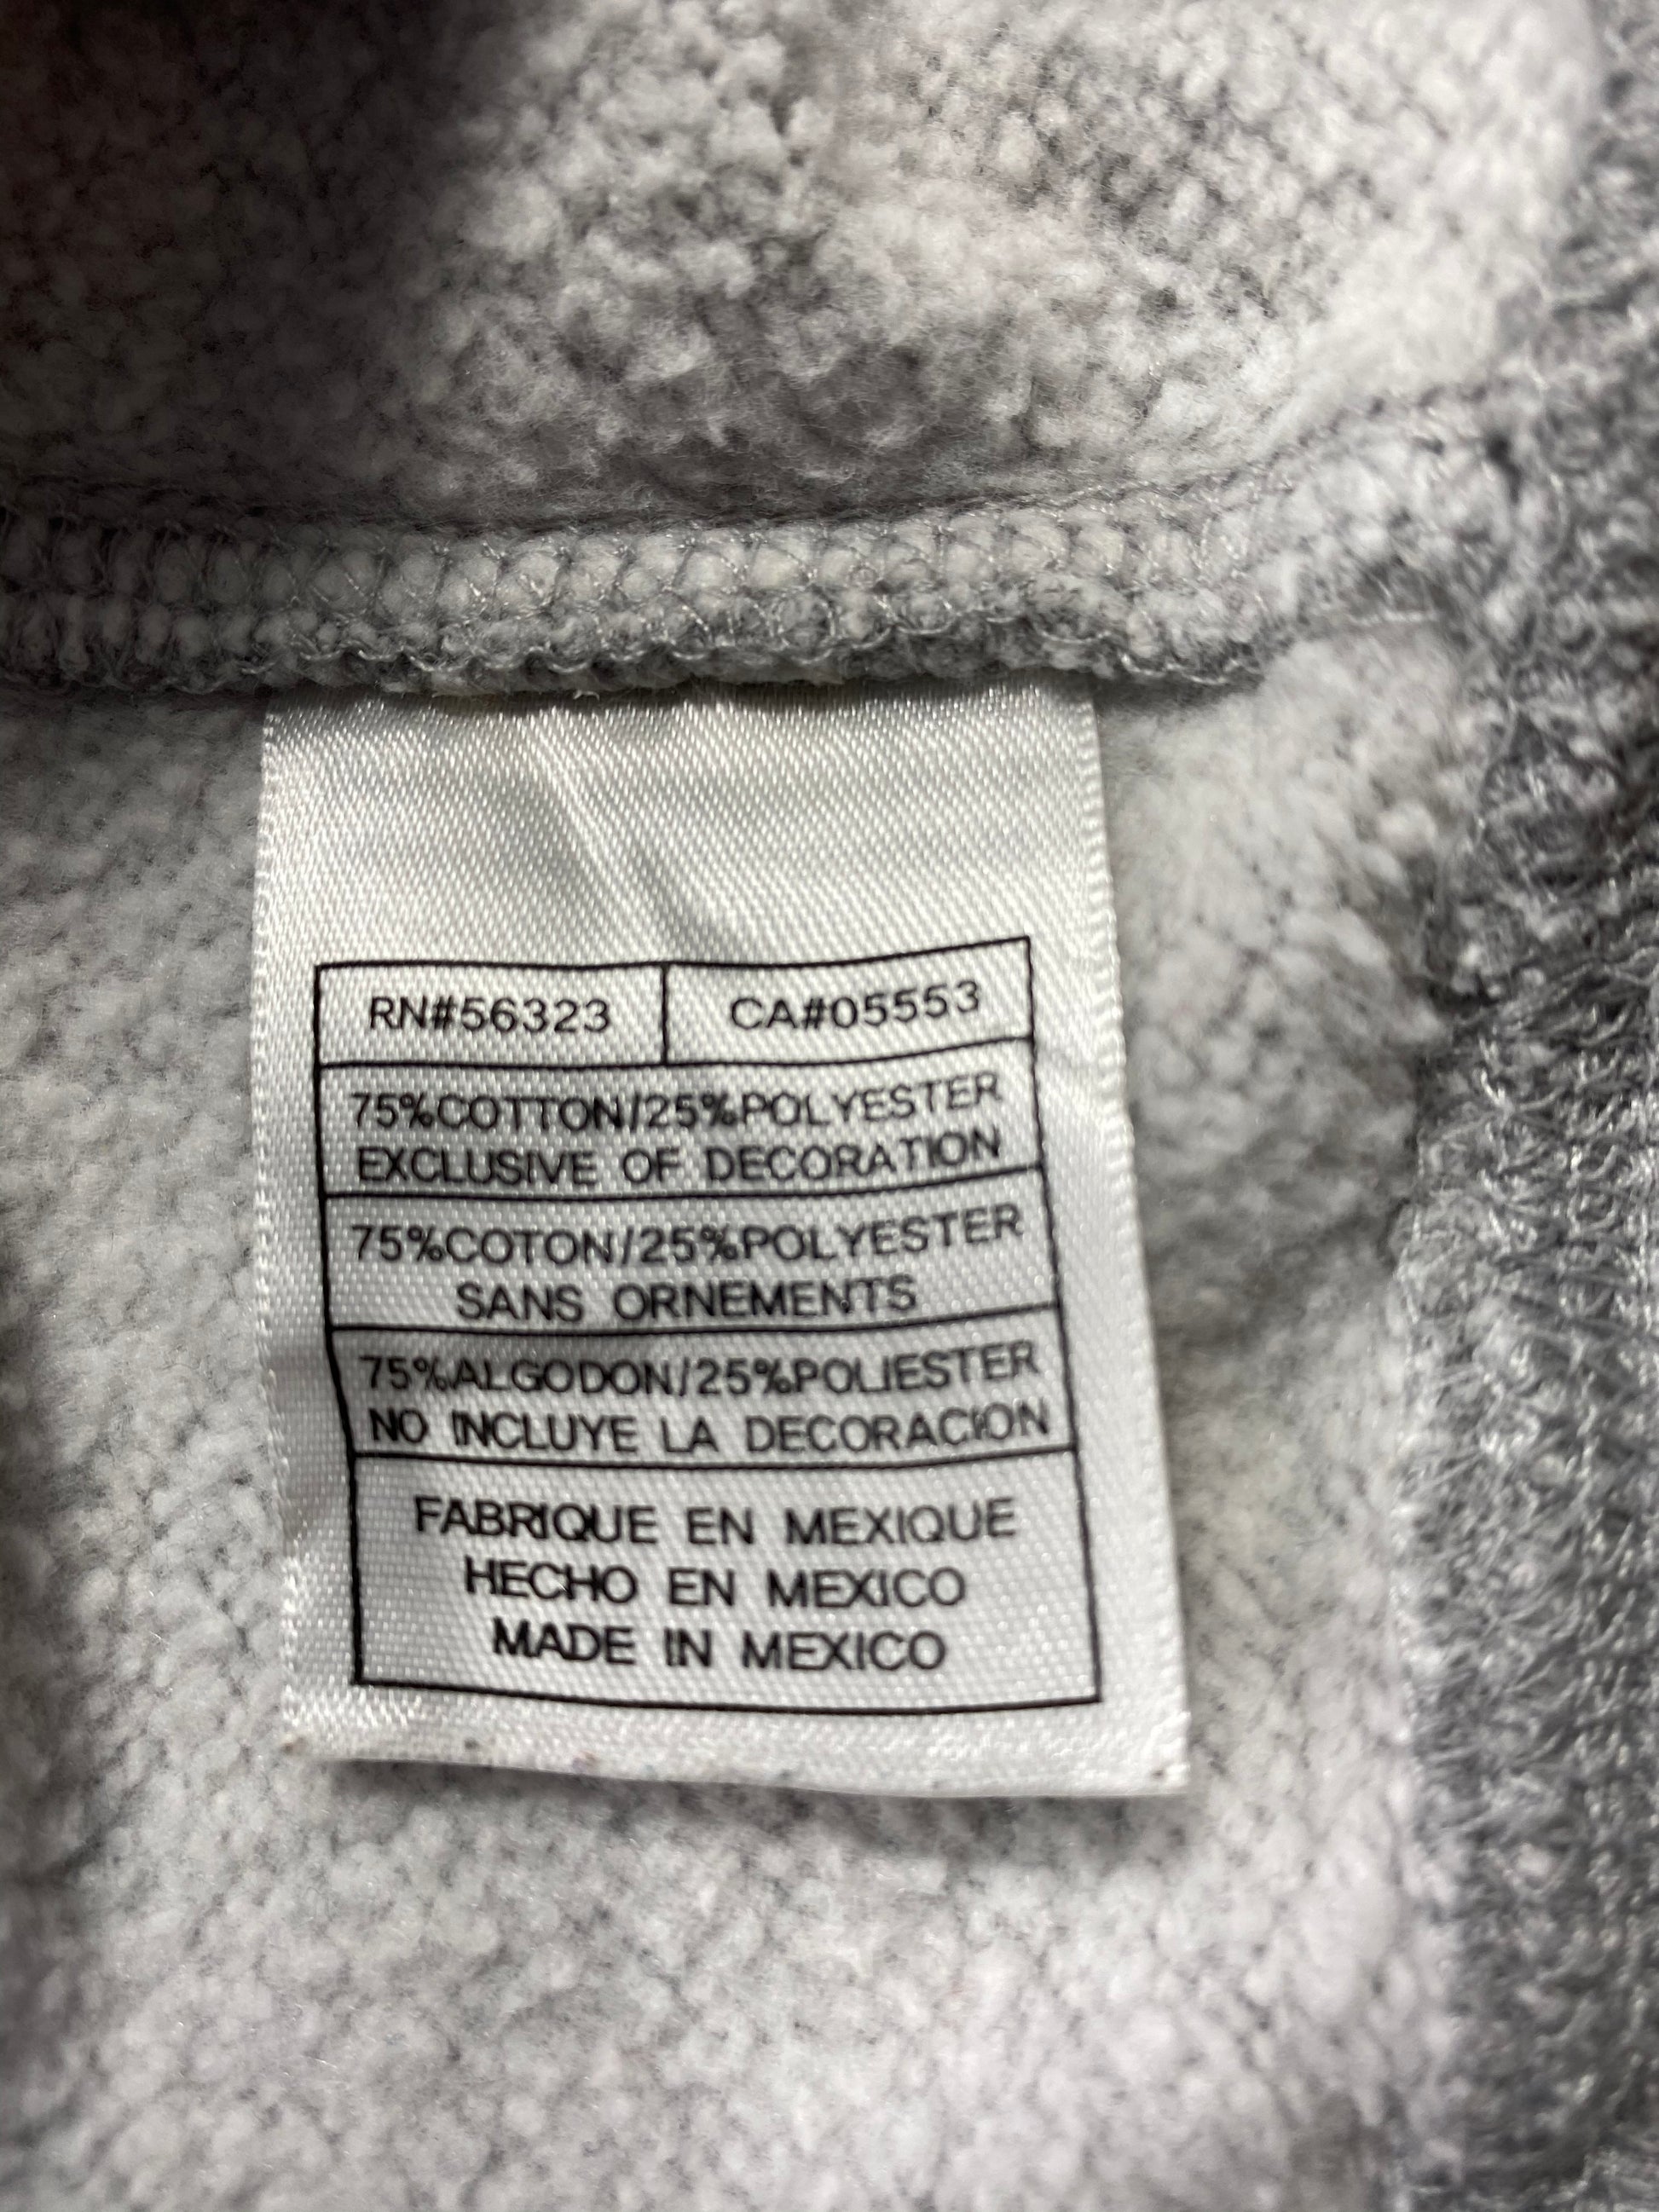 RN#56323 CA#05553
75%COTTON/25%POLYESTER
EXCLUSIVE OF DECORATION
75%COTON/25%POLYESTER
SANS ORNEMENTS
75%ALGODON/25%POLIESTER
NO INCLUYE LA DECORACION
FABRIQUE EN MEXIQUE
HECHO EN MEXICO
MADE IN MEXICO